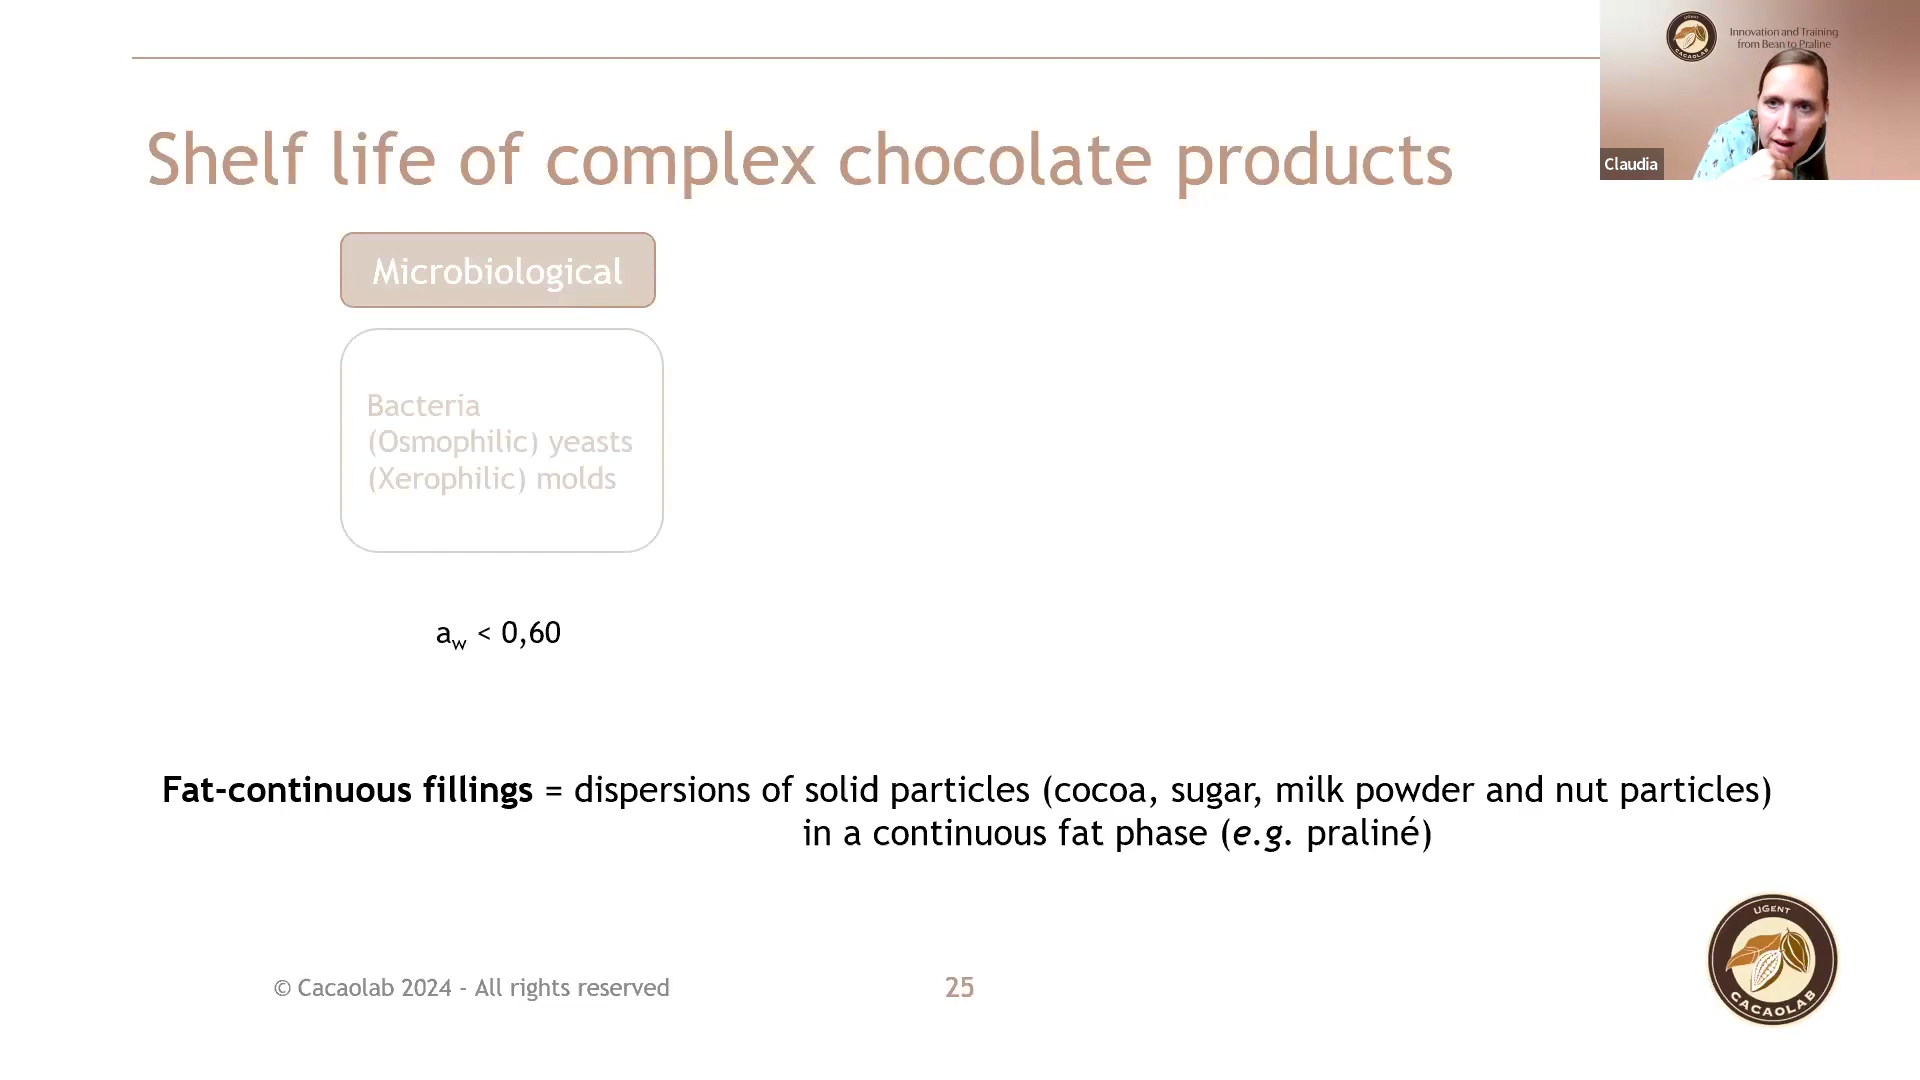 Innovation and Training
from Bean to Praline
UGENT
CACAOLAB
Claudia
Shelf life of complex chocolate products
Microbiological
Bacteria
(Osmophilic) yeasts
(Xerophilic) molds
aw < 0,60
Fat-continuous fillings = dispersions of solid particles (cocoa, sugar, milk powder and nut particles)
in a continuous fat phase (e.g. praliné)
© Cacaolab 2024 - All rights reserved
25
UGENT
CACAOLAB